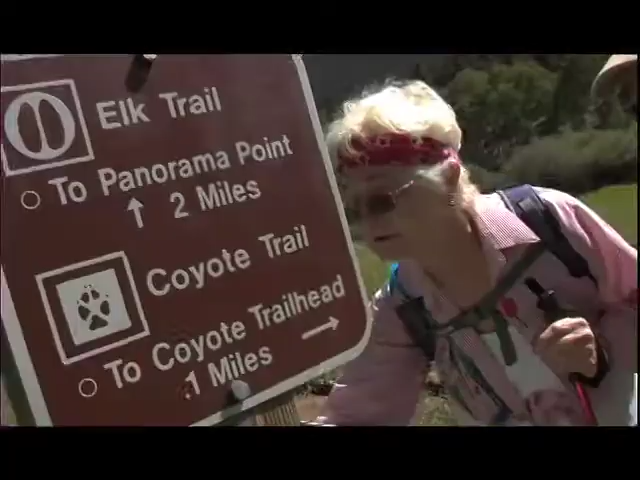 Elk Trail
To Panorama Point
2 Miles
Coyote Trail
To Coyote Trailhead
1 Miles